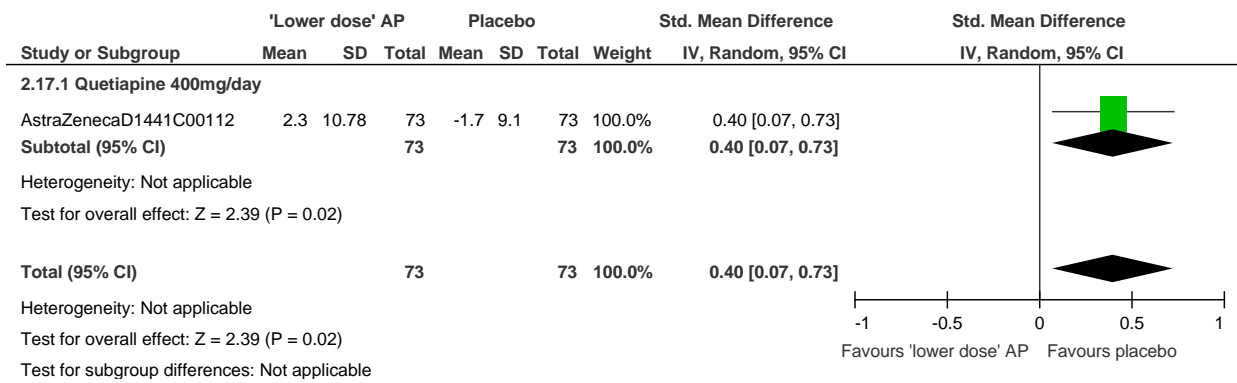 'Lower dose' AP Placebo Std. Mean Difference Std. Mean Difference
Study or Subgroup Mean SD Total Mean SD Total Weight IV, Random, 95% CI IV, Random, 95% CI
2.17.1 Quetiapine 400mg/day
AstraZenecaD1441C00112 2.3 10.78 73 -1.7 9.1 73 100.0% 0.40 [0.07, 0.73]
Subtotal (95% CI) 73 73 100.0% 0.40 [0.07, 0.73]
Heterogeneity: Not applicable
Test for overall effect: Z = 2.39 (P = 0.02)
Total (95% CI) 73 73 100.0% 0.40 [0.07, 0.73]
Heterogeneity: Not applicable
Test for overall effect: Z = 2.39 (P = 0.02)
Test for subgroup differences: Not applicable
-1 -0.5 0 0.5 1
Favours 'lower dose' AP Favours placebo